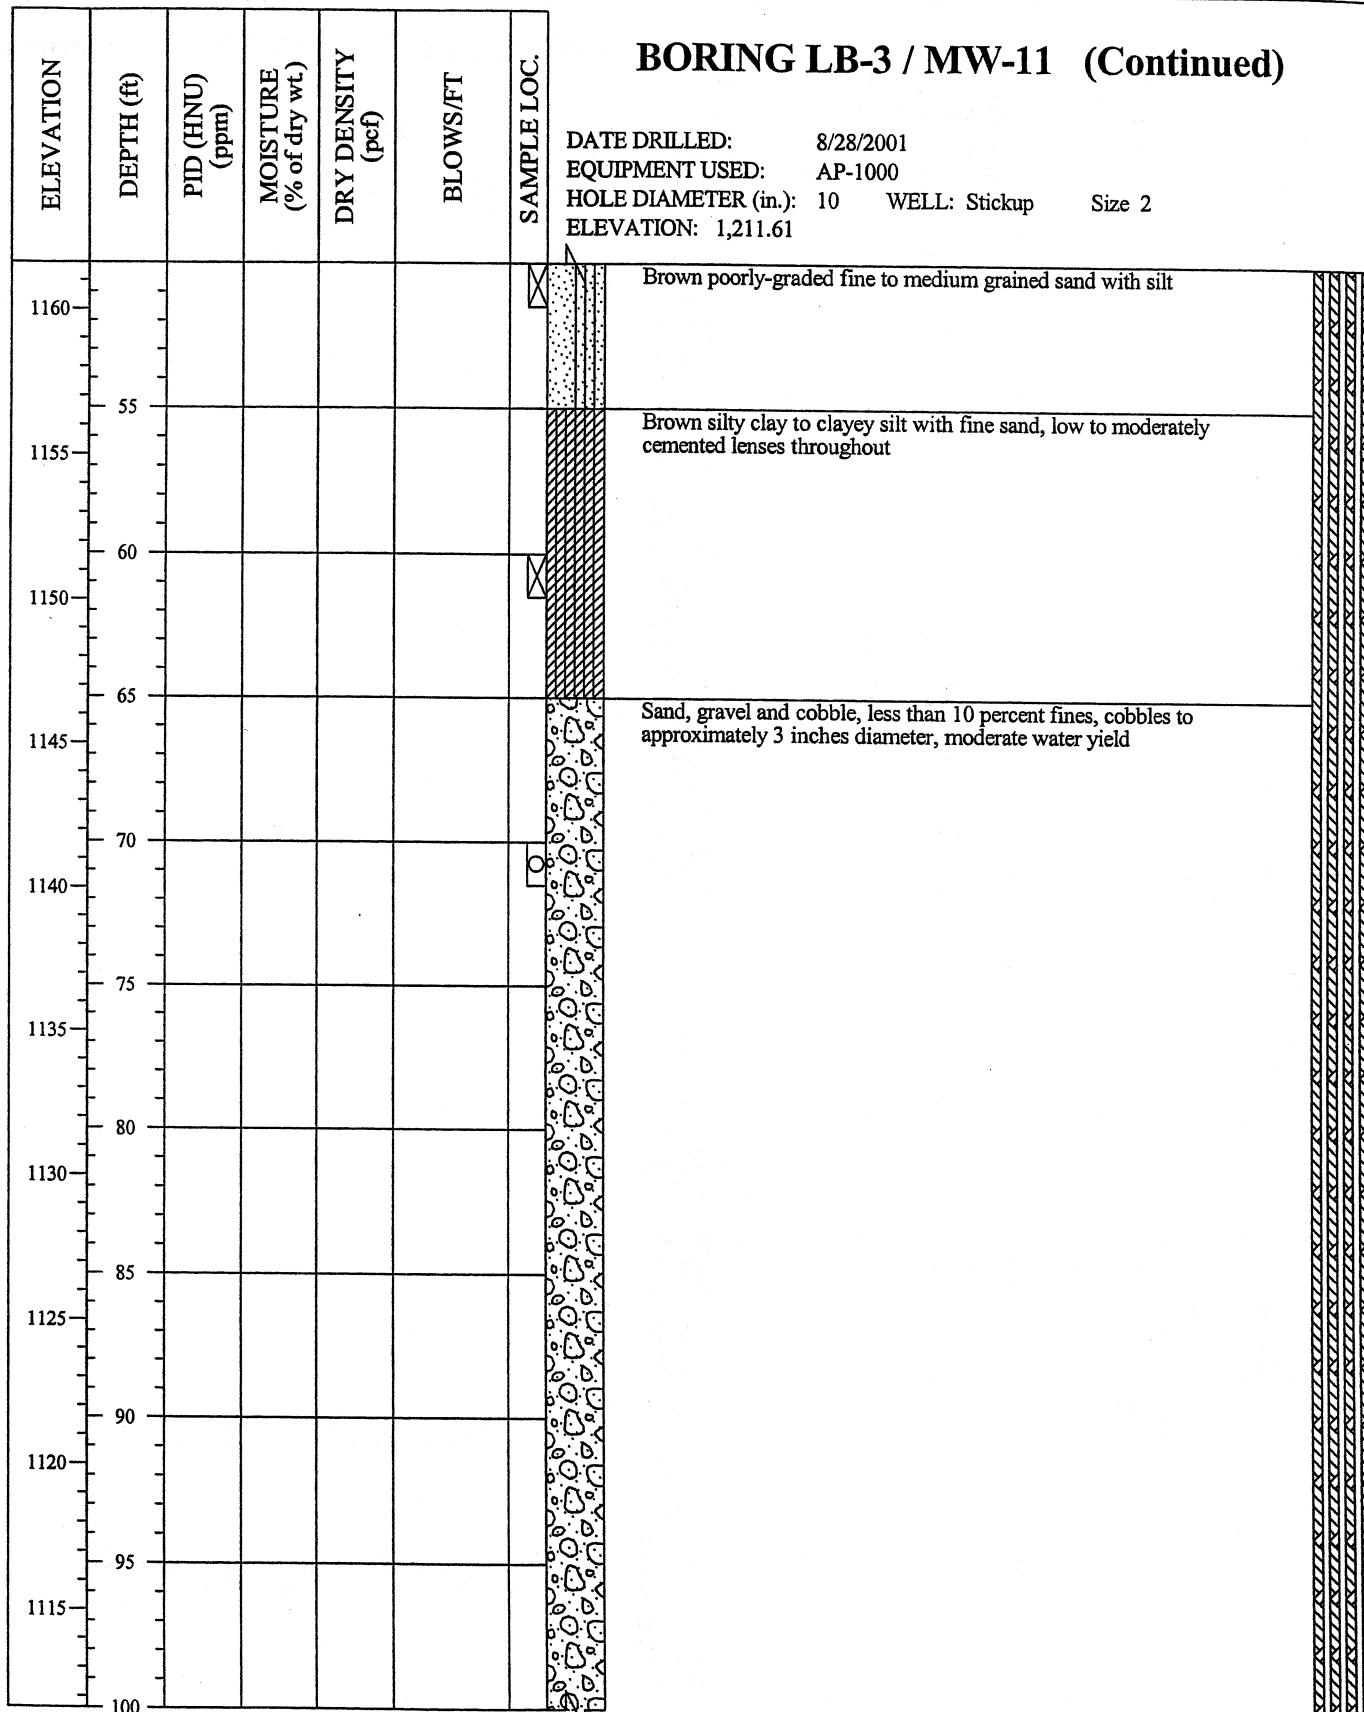 BORING LB-3 / MW-11 (Continued)
ELEVATION
DEPTH (ft)
PID (HNU)
(ppm)
MOISTURE
(% of dry wt.)
DRY DENSITY
(pcf)
BLOWS/FT
SAMPLE LOC.
DATE DRILLED: 8/28/2001
EQUIPMENT USED: AP-1000
HOLE DIAMETER (in.): 10 WELL: Stickup Size 2
ELEVATION: 1,211.61
Brown poorly-graded fine to medium grained sand with silt
1160
55
Brown silty clay to clayey silt with fine sand, low to moderately
cemented lenses throughout
1155
60
1150
65
Sand, gravel and cobble, less than 10 percent fines, cobbles to
approximately 3 inches diameter, moderate water yield
1145
70
1140
75
1135
80
1130
85
1125
90
1120
95
1115
100